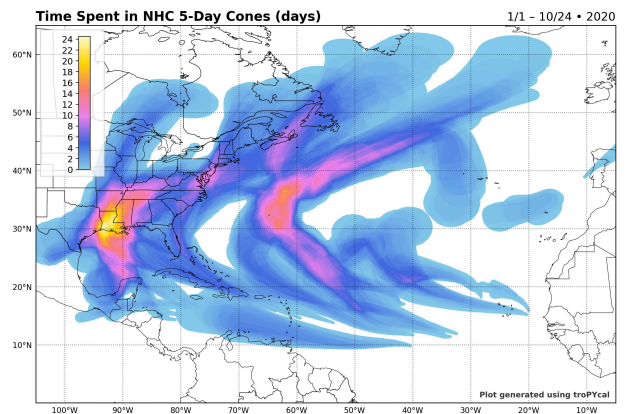 Time Spent in NHC 5-Day Cones (days)
1/1 – 10/24 • 2020
24
22
20
18
16
14
12
10
8
6
4
2
0
60°N
50°N
40°N
30°N
20°N
10°N
Plot generated using troPYcal
100°W 90°W 80°W 70°W 60°W 50°W 40°W 30°W 20°W 10°W